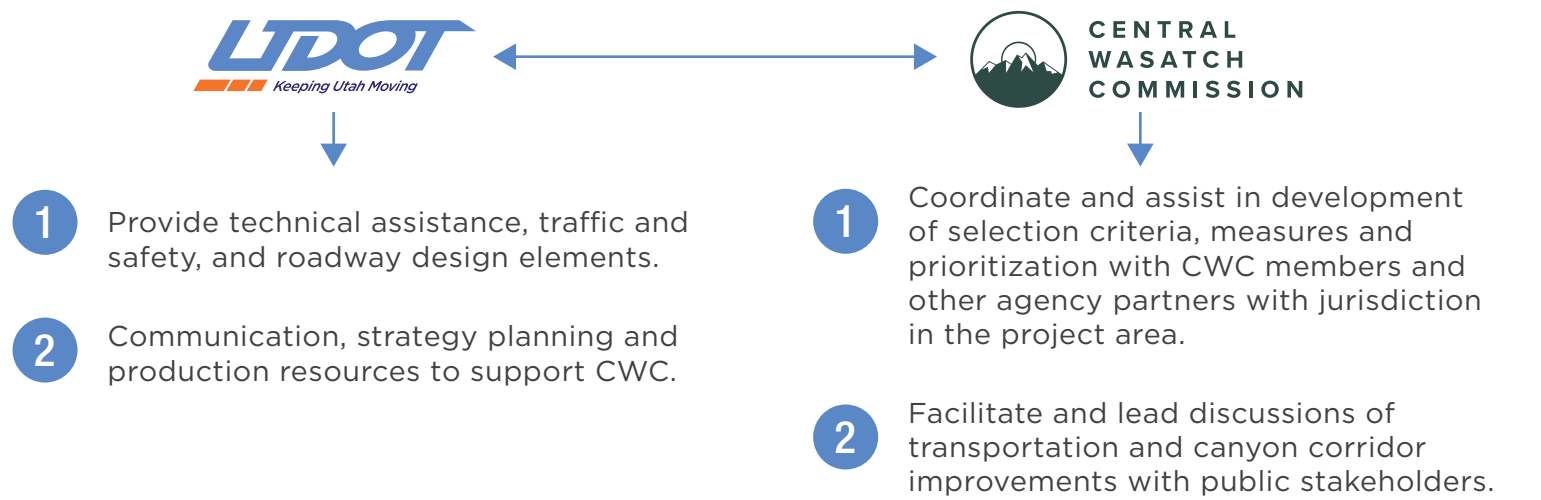 UDOT
Keeping Utah Moving
CENTRAL
WASATCH
COMMISSION
1
Provide technical assistance, traffic and
safety, and roadway design elements.
2
Communication, strategy planning and
production resources to support CWC.
1
Coordinate and assist in development
of selection criteria, measures and
prioritization with CWC members and
other agency partners with jurisdiction
in the project area.
2
Facilitate and lead discussions of
transportation and canyon corridor
improvements with public stakeholders.